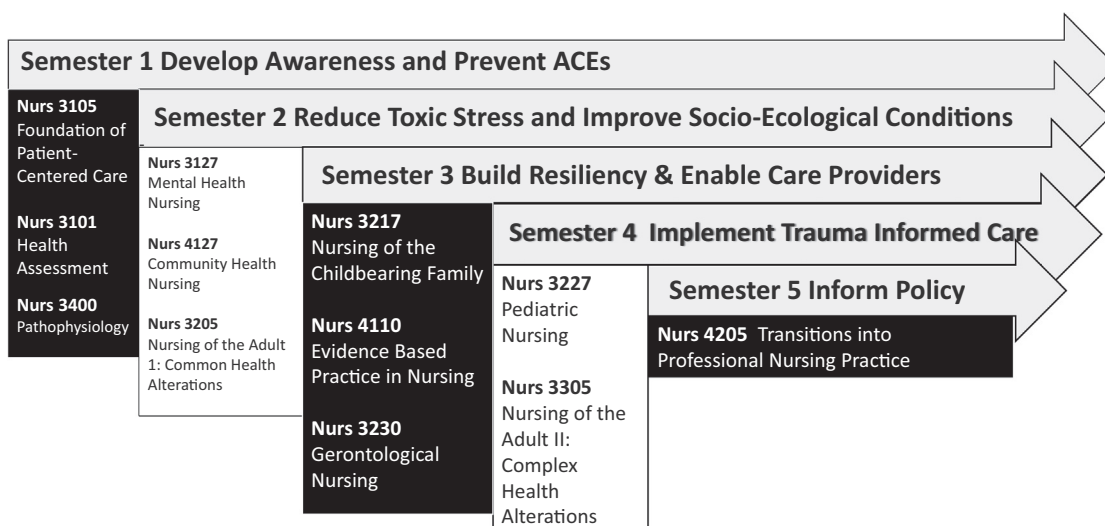 Semester 1 Develop Awareness and Prevent ACEs
Nurs 3105
Foundation of
Patient-
Centered Care
Nurs 3101
Health
Assessment
Nurs 3400
Pathophysiology
Semester 2 Reduce Toxic Stress and Improve Socio-Ecological Conditions
Nurs 3127
Mental Health
Nursing
Nurs 4127
Community Health
Nursing
Nurs 3205
Nursing of the Adult
1: Common Health
Alterations
Semester 3 Build Resiliency & Enable Care Providers
Nurs 3217
Nursing of the
Childbearing Family
Nurs 4110
Evidence Based
Practice in Nursing
Nurs 3230
Gerontological
Nursing
Semester 4 Implement Trauma Informed Care
Nurs 3227
Pediatric
Nursing
Nurs 3305
Nursing of the
Adult II:
Complex
Health
Alterations
Semester 5 Inform Policy
Nurs 4205 Transitions into
Professional Nursing Practice